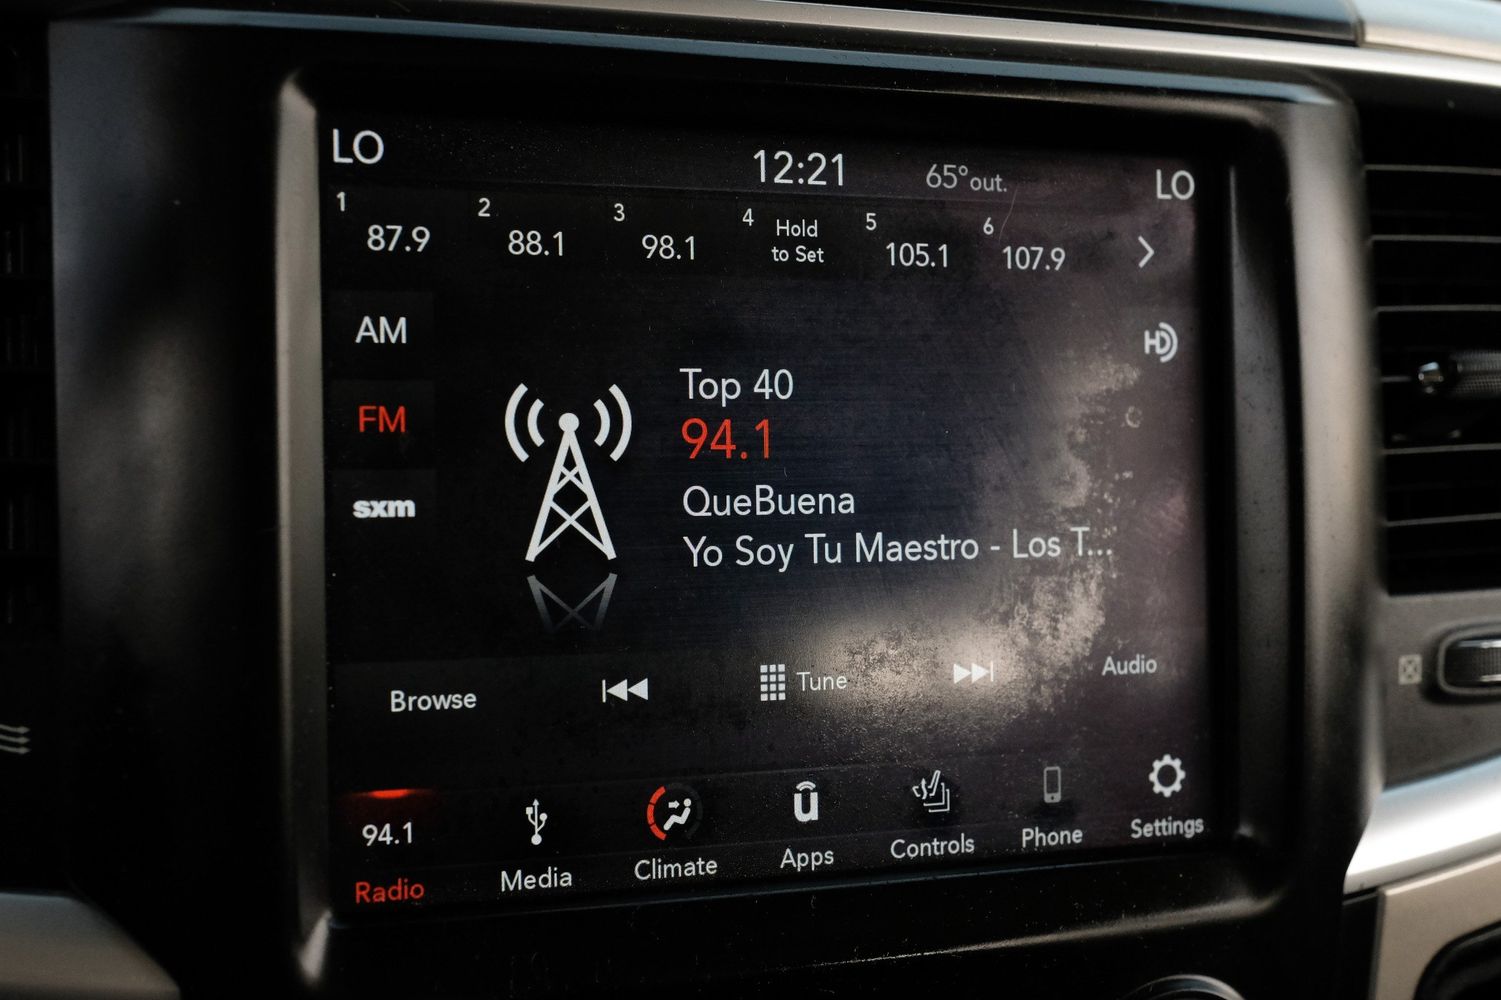 LO 12:21 65°out. LO
1 87.9 2 88.1 3 98.1 4 Hold to Set 5 105.1 6 107.9
AM
HD
Top 40
FM
94.1
QueBuena
sxm
Yo Soy Tu Maestro - Los T...
Browse Tune Audio
94.1
Radio Media Climate Apps Controls Phone Settings